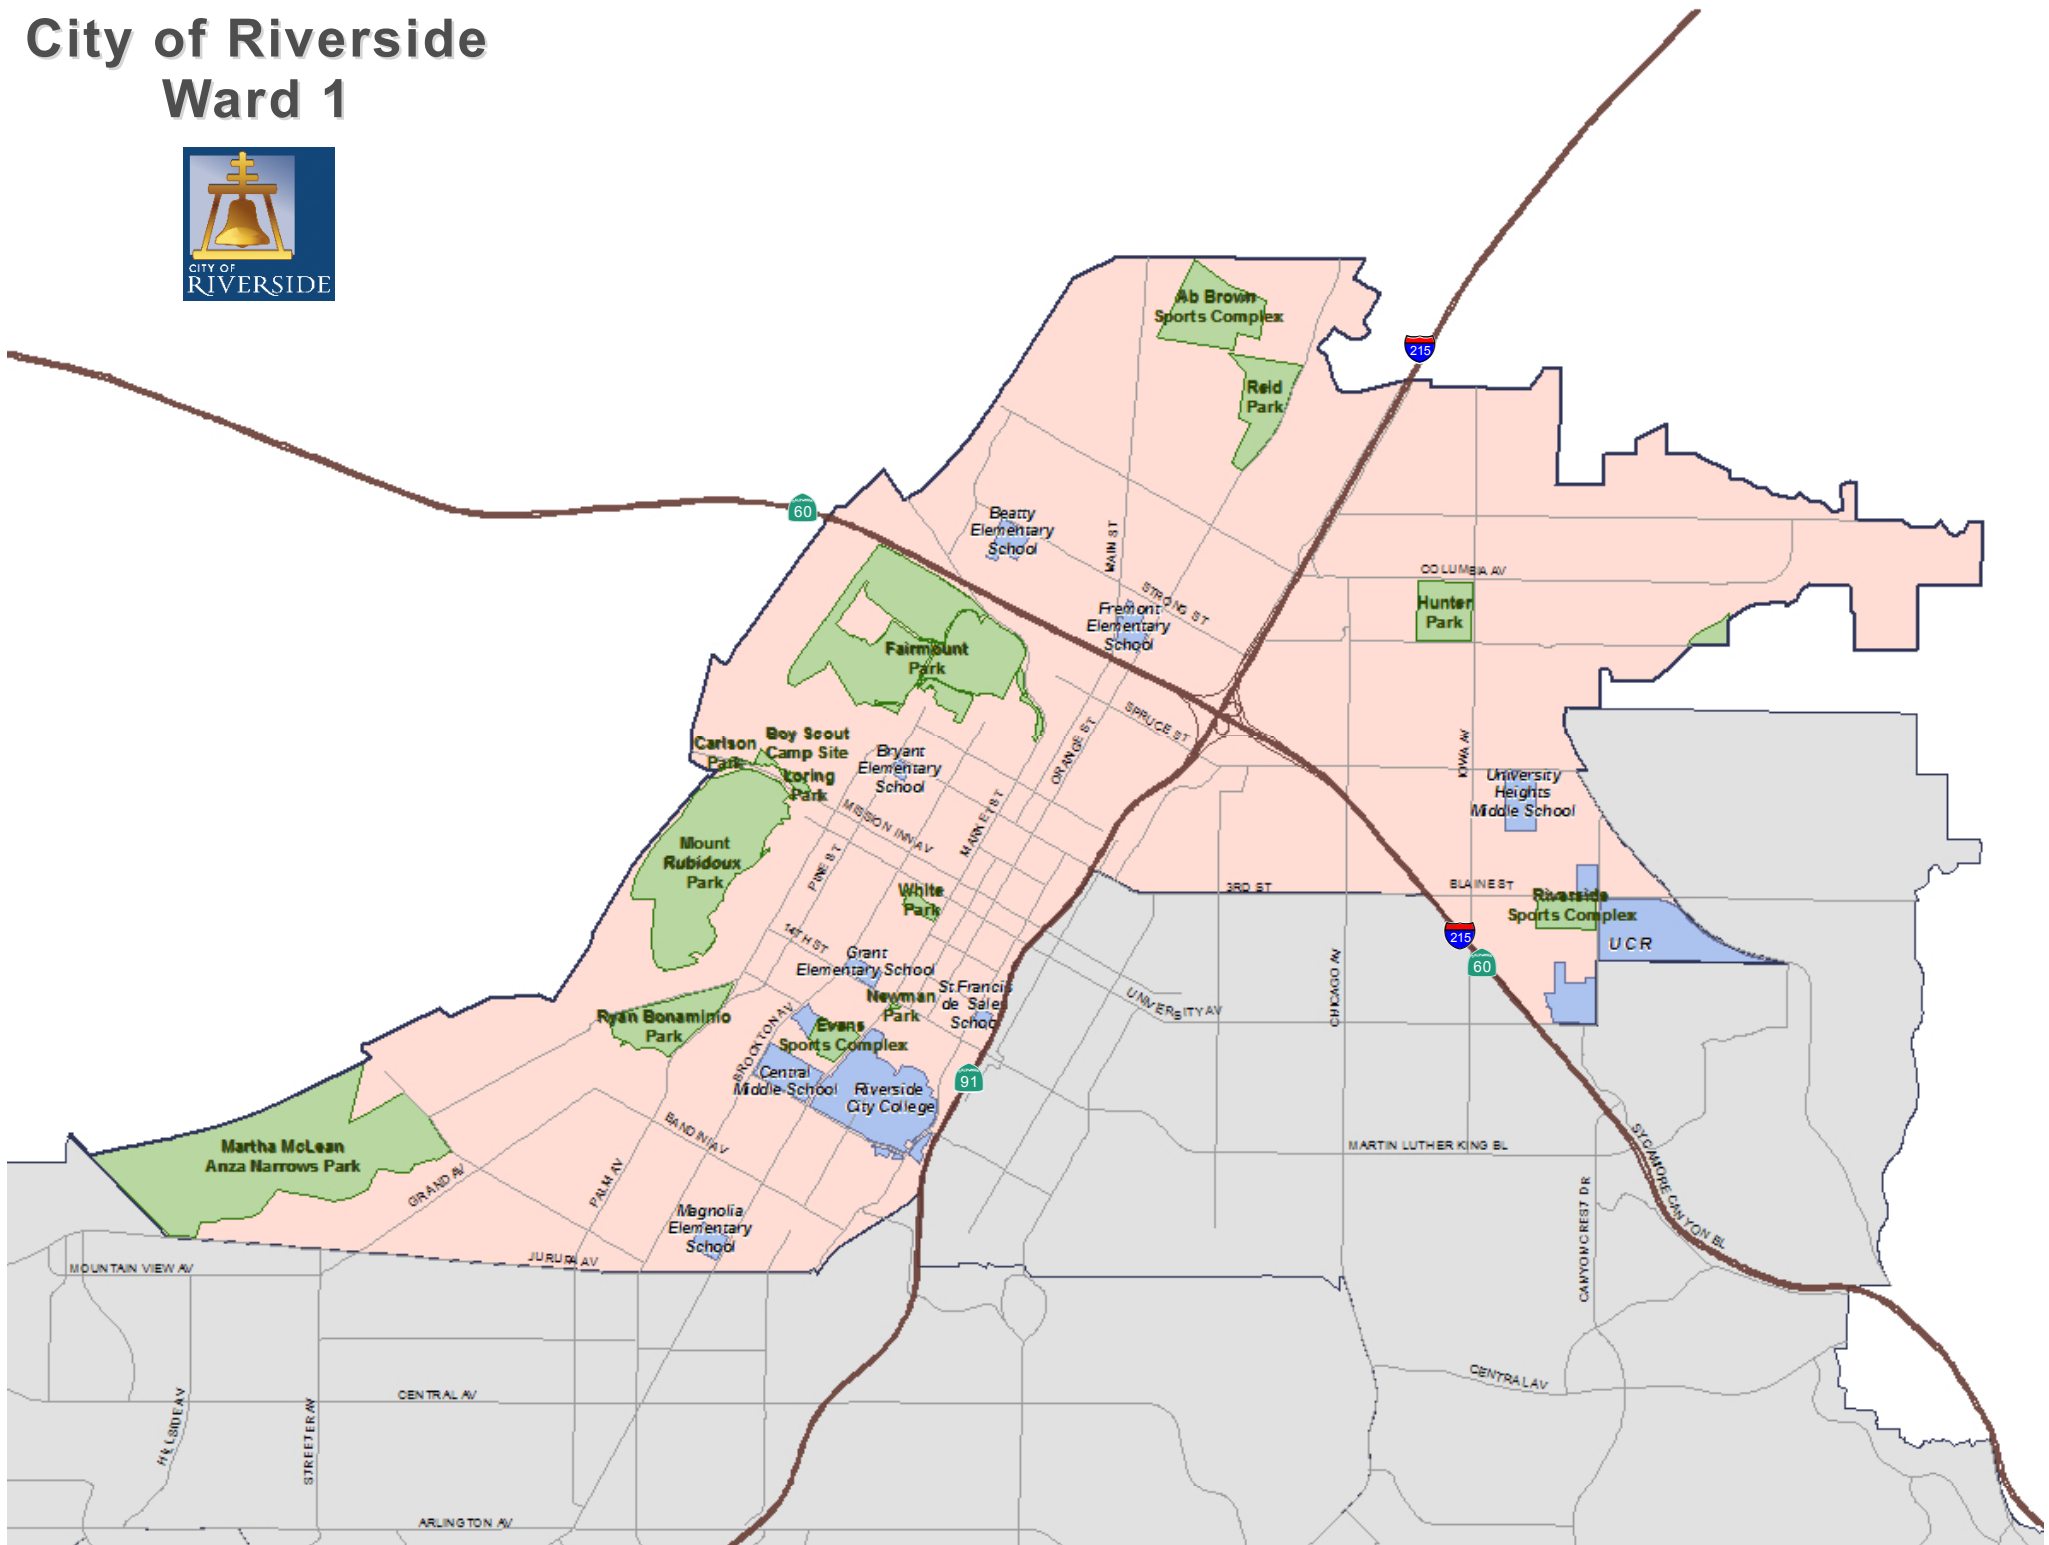 City of Riverside
Ward 1
CITY OF
RIVERSIDE
Ab Brown
Sports Complex
215
Reid
Park
60
Beatty
Elementary
School
MAIN ST
COLUMBIA AV
STRONG ST
Hunter
Park
Fremont
Elementary
School
Fairmount
Park
SPRUCE ST
ORANGE ST
IOWA AV
Carlson
Park
Boy Scout
Camp Site
Loring
Park
Bryant
Elementary
School
University
Heights
Middle School
MISSION INN AV
MARKET ST
Mount
Rubidoux
Park
PINE ST
White
Park
3RD ST
BLAINE ST
Riverside
Sports Complex
UCR
215
60
14TH ST
Grant
Elementary School
CHICAGO AV
Newman
Park
St Francis
de Sales
School
UNIVERSITY AV
Ryan Bonaminio
Park
BROCKTON AV
Evans
Sports Complex
Central
Middle School
Riverside
City College
91
Martha McLean
Anza Narrows Park
BANDINI AV
MARTIN LUTHER KING BL
SYCAMORE CANYON BL
GRAND AV
PALM AV
Magnolia
Elementary
School
CANYON CREST DR
JURUPA AV
MOUNTAIN VIEW AV
CENTRAL AV
CENTRAL AV
HILLSIDE AV
STREETER AV
ARLINGTON AV